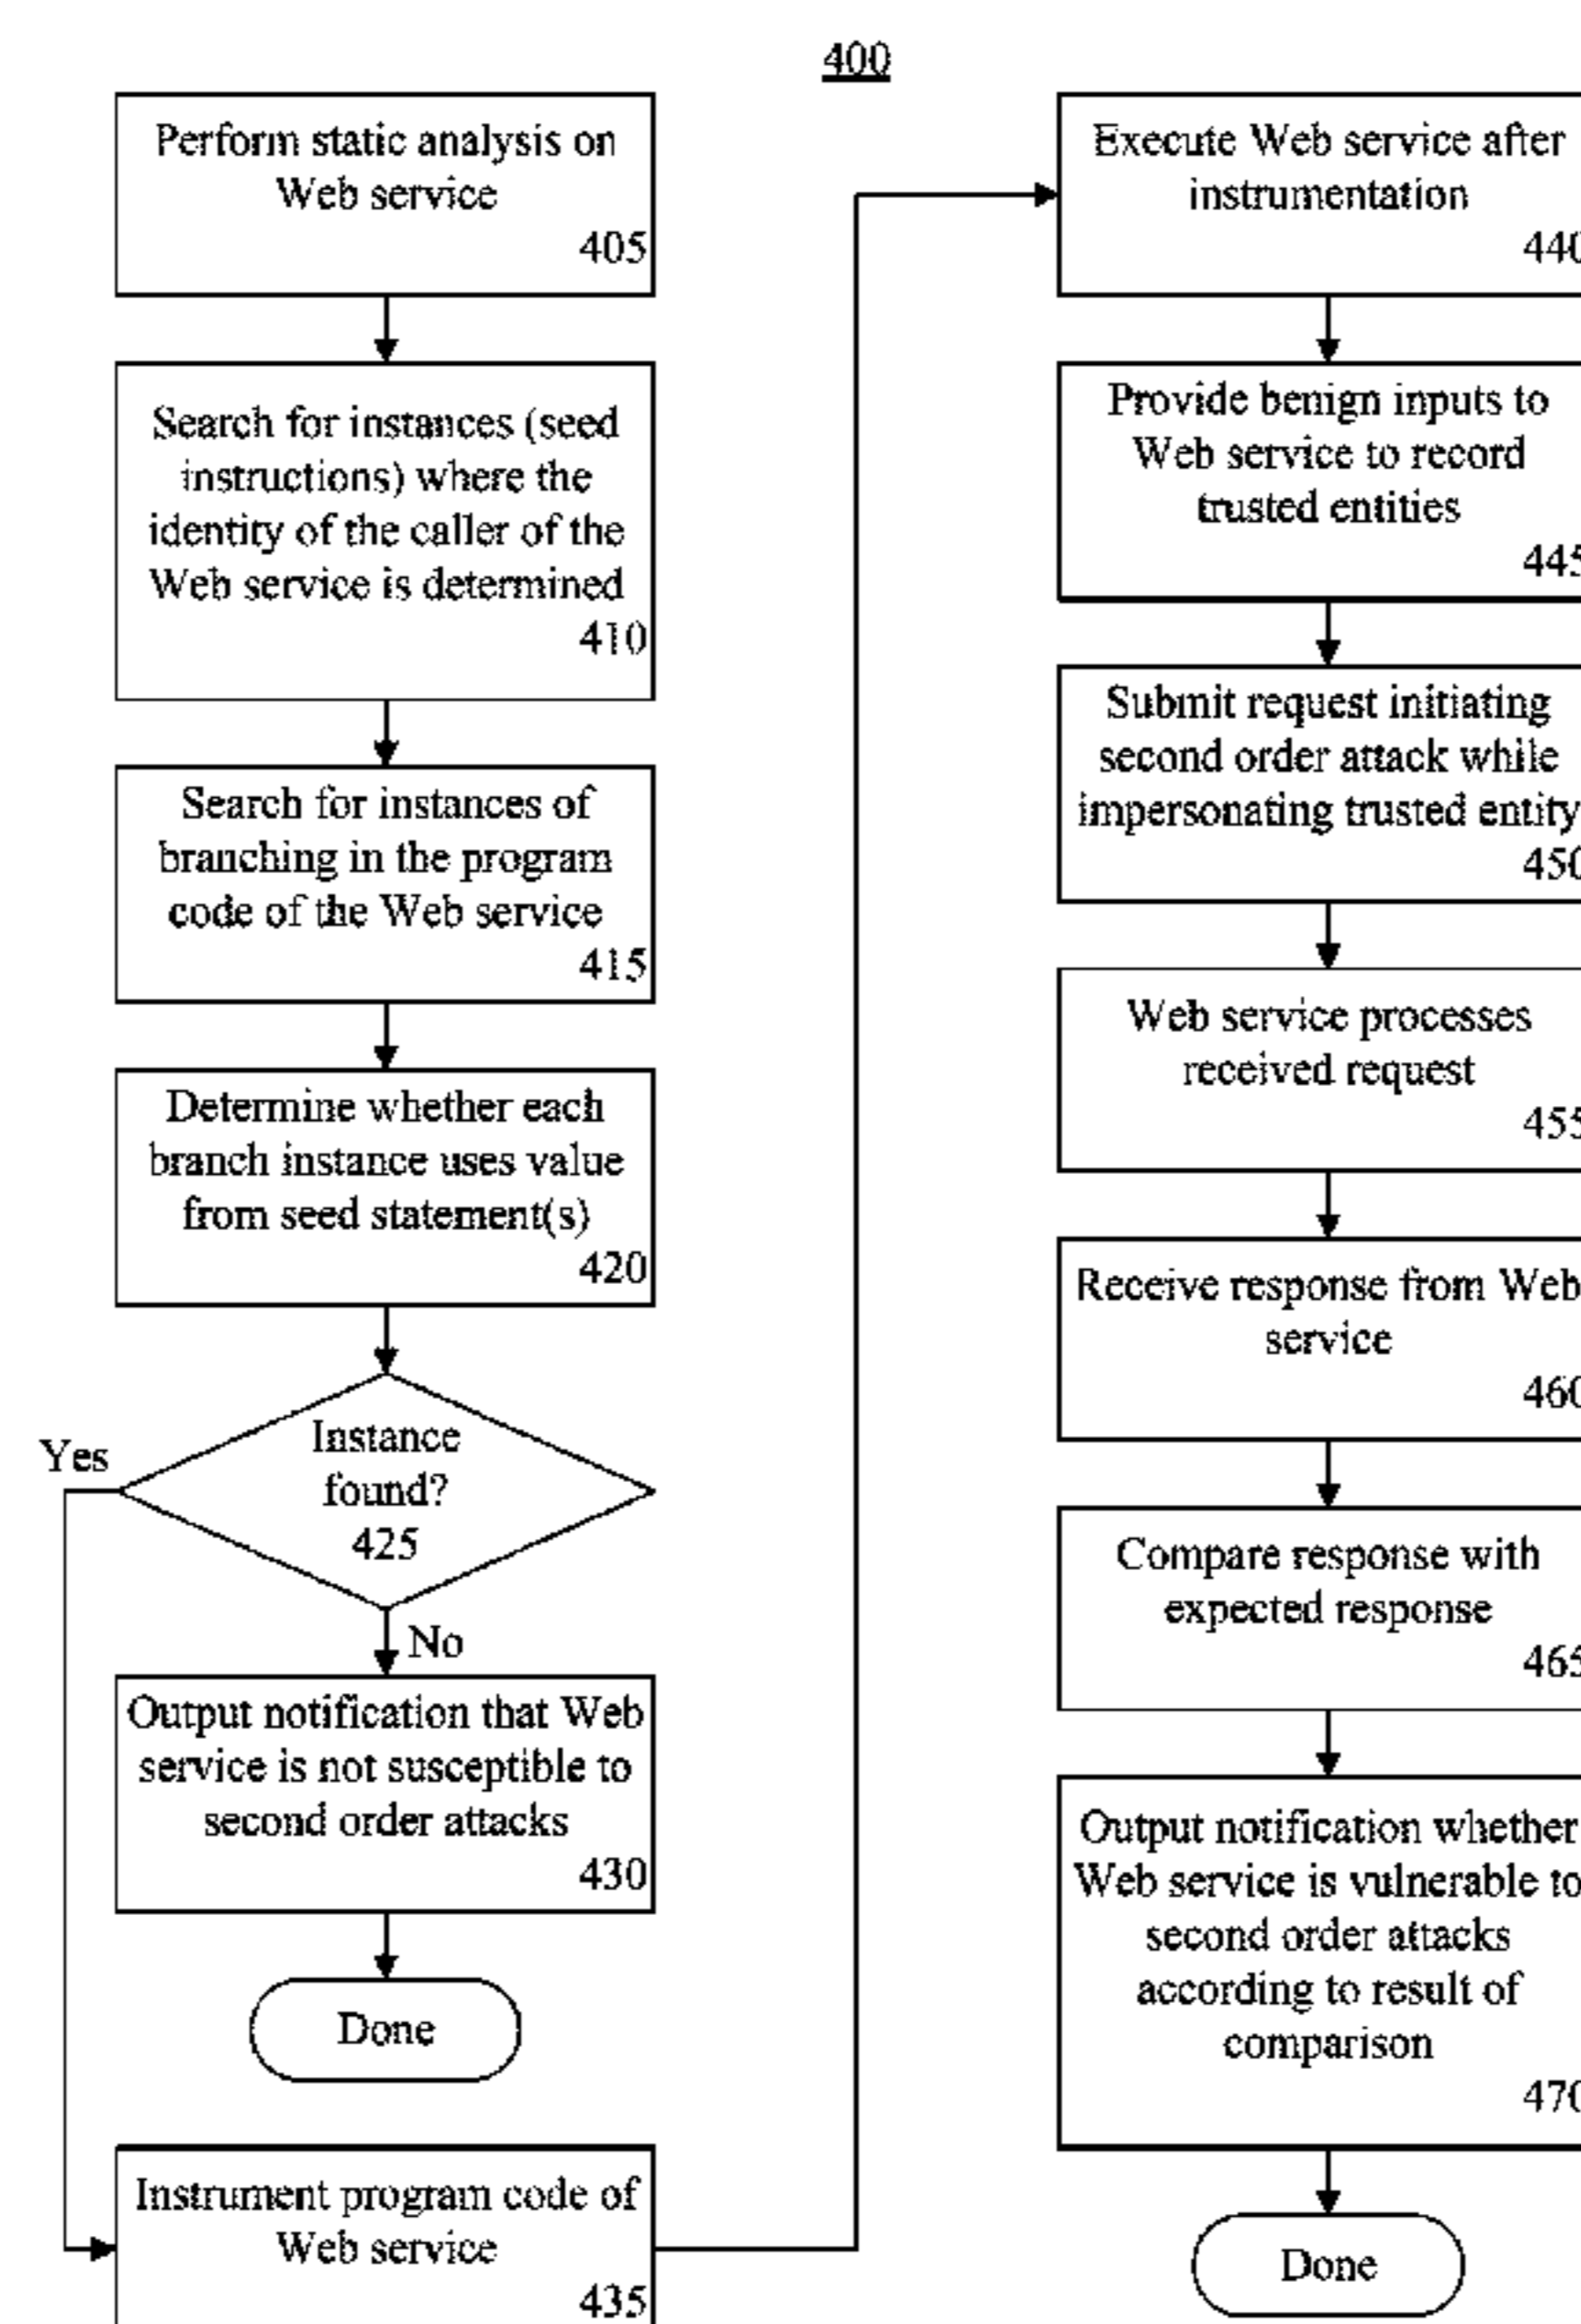 400
Perform static analysis on
Web service
405
Search for instances (seed
instructions) where the
identity of the caller of the
Web service is determined
410
Search for instances of
branching in the program
code of the Web service
415
Determine whether each
branch instance uses value
from seed statement(s)
420
Instance
found?
425
Yes
No
Output notification that Web
service is not susceptible to
second order attacks
430
Done
Instrument program code of
Web service
435
Execute Web service after
instrumentation
440
Provide benign inputs to
Web service to record
trusted entities
445
Submit request initiating
second order attack while
impersonating trusted entity
450
Web service processes
received request
455
Receive response from Web
service
460
Compare response with
expected response
465
Output notification whether
Web service is vulnerable to
second order attacks
according to result of
comparison
470
Done